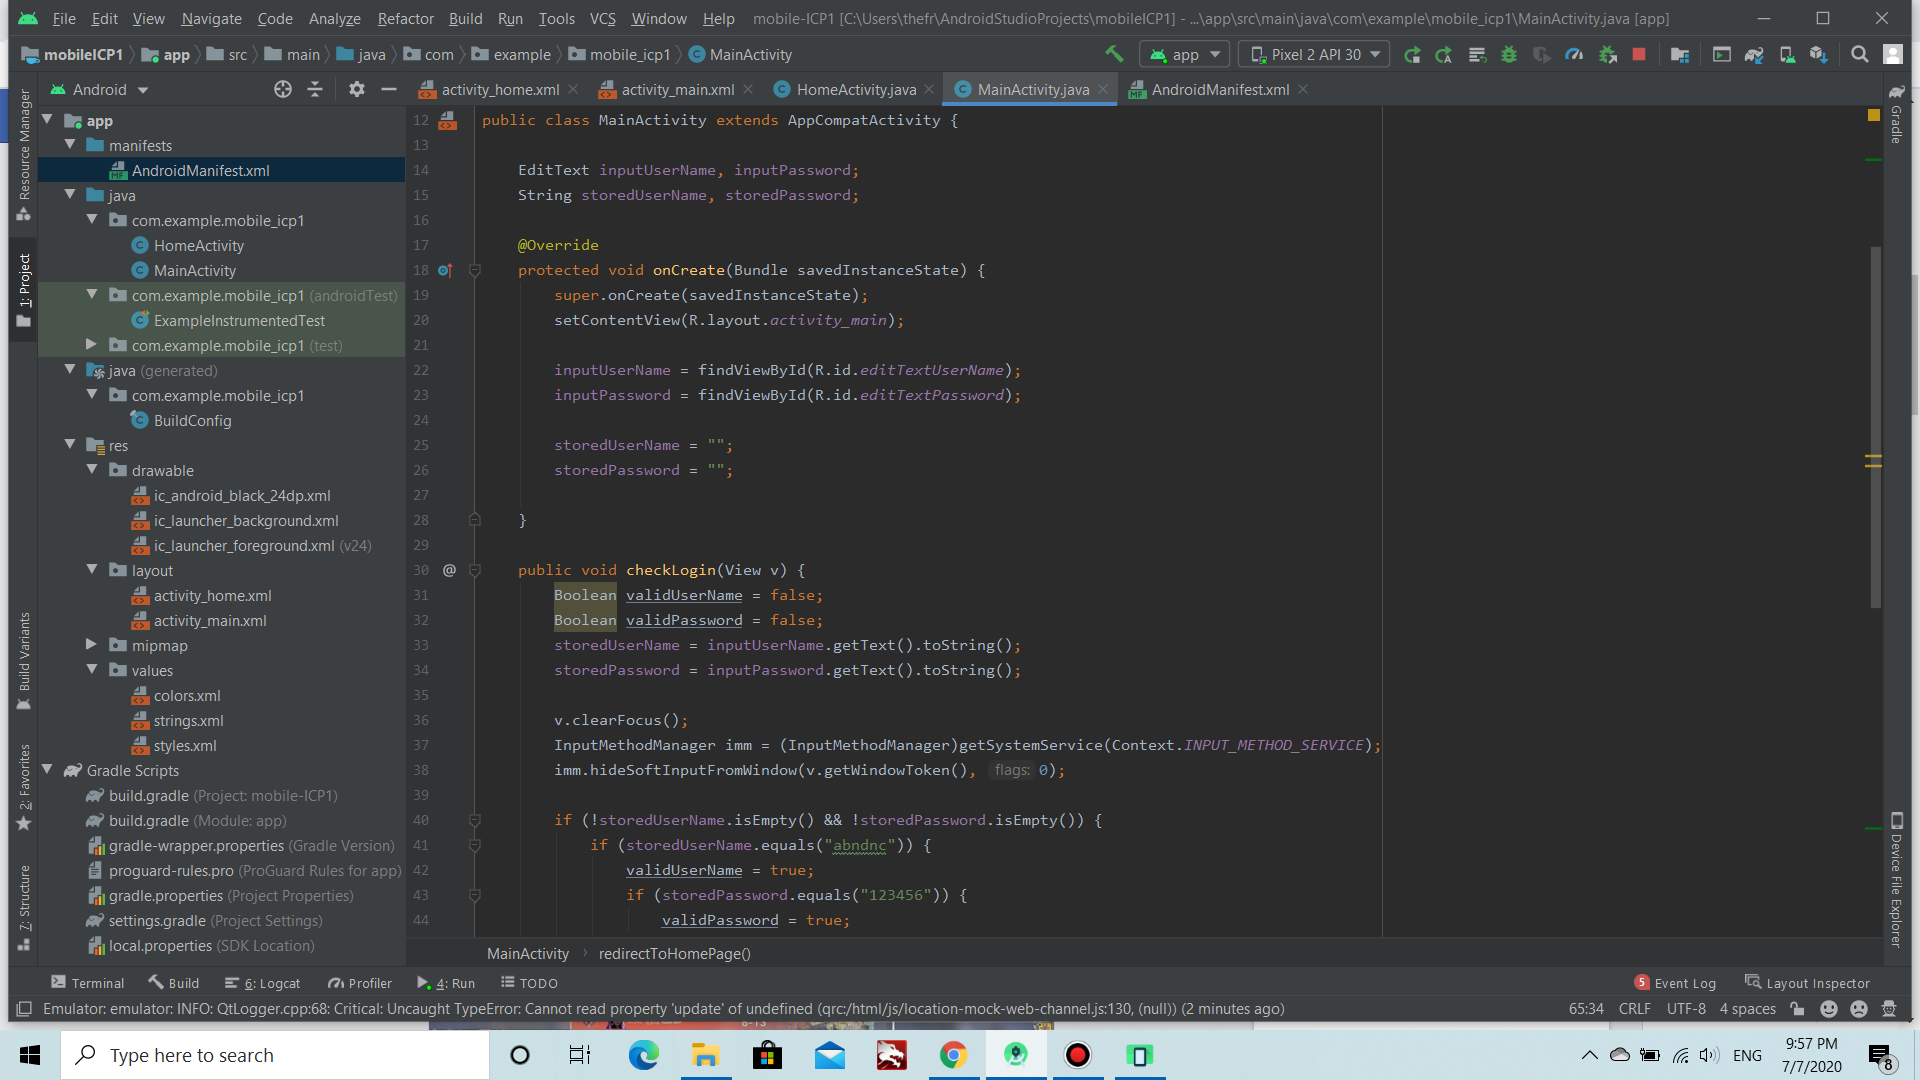 File Edit View Navigate Code Analyze Refactor Build Run Tools VCS Window Help mobile-ICP1 [C:\Users\thefr\AndroidStudioProjects\mobileICP1] - ...\app\src\main\java\com\example\mobile_icp1\MainActivity.java [app]
mobileICP1 app src main java com example mobile_icp1 MainActivity app Pixel 2 API 30
Android activity_home.xml activity_main.xml HomeActivity.java MainActivity.java AndroidManifest.xml
Resource Manager
1: Project
Build Variants
2: Favorites
7: Structure
app
manifests
AndroidManifest.xml
java
com.example.mobile_icp1
HomeActivity
MainActivity
com.example.mobile_icp1 (androidTest)
ExampleInstrumentedTest
com.example.mobile_icp1 (test)
java (generated)
com.example.mobile_icp1
BuildConfig
res
drawable
ic_android_black_24dp.xml
ic_launcher_background.xml
ic_launcher_foreground.xml (v24)
layout
activity_home.xml
activity_main.xml
mipmap
values
colors.xml
strings.xml
styles.xml
Gradle Scripts
build.gradle (Project: mobile-ICP1)
build.gradle (Module: app)
gradle-wrapper.properties (Gradle Version)
proguard-rules.pro (ProGuard Rules for app)
gradle.properties (Project Properties)
settings.gradle (Project Settings)
local.properties (SDK Location)
12 public class MainActivity extends AppCompatActivity {
13
14 EditText inputUserName, inputPassword;
15 String storedUserName, storedPassword;
16
17 @Override
18 protected void onCreate(Bundle savedInstanceState) {
19 super.onCreate(savedInstanceState);
20 setContentView(R.layout.activity_main);
21
22 inputUserName = findViewById(R.id.editTextUserName);
23 inputPassword = findViewById(R.id.editTextPassword);
24
25 storedUserName = "";
26 storedPassword = "";
27
28 }
29
30 @ public void checkLogin(View v) {
31 Boolean validUserName = false;
32 Boolean validPassword = false;
33 storedUserName = inputUserName.getText().toString();
34 storedPassword = inputPassword.getText().toString();
35
36 v.clearFocus();
37 InputMethodManager imm = (InputMethodManager)getSystemService(Context.INPUT_METHOD_SERVICE);
38 imm.hideSoftInputFromWindow(v.getWindowToken(), flags: 0);
39
40 if (!storedUserName.isEmpty() && !storedPassword.isEmpty()) {
41 if (storedUserName.equals("abndnc")) {
42 validUserName = true;
43 if (storedPassword.equals("123456")) {
44 validPassword = true;
Gradle
Device File Explorer
MainActivity redirectToHomePage()
Terminal Build 6: Logcat Profiler 4: Run TODO 5 Event Log Layout Inspector
Emulator: emulator: INFO: QtLogger.cpp:68: Critical: Uncaught TypeError: Cannot read property 'update' of undefined (qrc:/html/js/location-mock-web-channel.js:130, (null)) (2 minutes ago) 65:34 CRLF UTF-8 4 spaces
8-13
Type here to search ENG 9:57 PM
7/7/2020 8